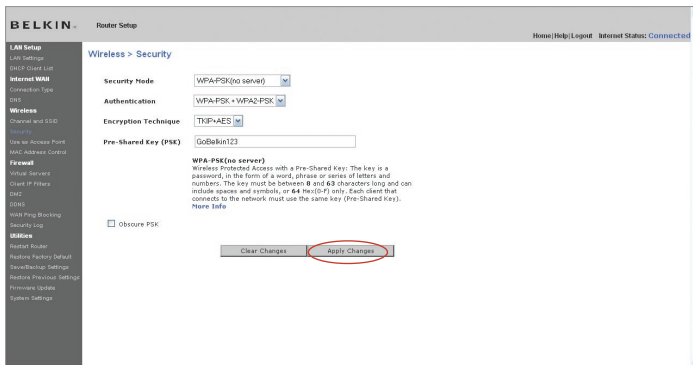 BELKIN®
Router Setup
Home|Help|Logout Internet Status: Connected
LAN Setup
LAN Settings
DHCP Client List
Internet WAN
Connection Type
DNS
Wireless
Channel and SSID
Security
Use as Access Point
MAC Address Control
Firewall
Virtual Servers
Client IP Filters
DMZ
DDNS
WAN Ping Blocking
Security Log
Utilities
Restart Router
Restore Factory Default
Save/Backup Settings
Restore Previous Settings
Firmware Update
System Settings
Wireless > Security
Security Mode WPA-PSK(no server)
Authentication WPA-PSK + WPA2-PSK
Encryption Technique TKIP+AES
Pre-Shared Key (PSK) GoBelkin123
WPA-PSK(no server)
Wireless Protected Access with a Pre-Shared Key: The key is a
password, in the form of a word, phrase or series of letters and
numbers. The key must be between 8 and 63 characters long and can
include spaces and symbols, or 64 Hex(0-F) only. Each client that
connects to the network must use the same key (Pre-Shared Key).
More Info
Obscure PSK
Clear Changes Apply Changes